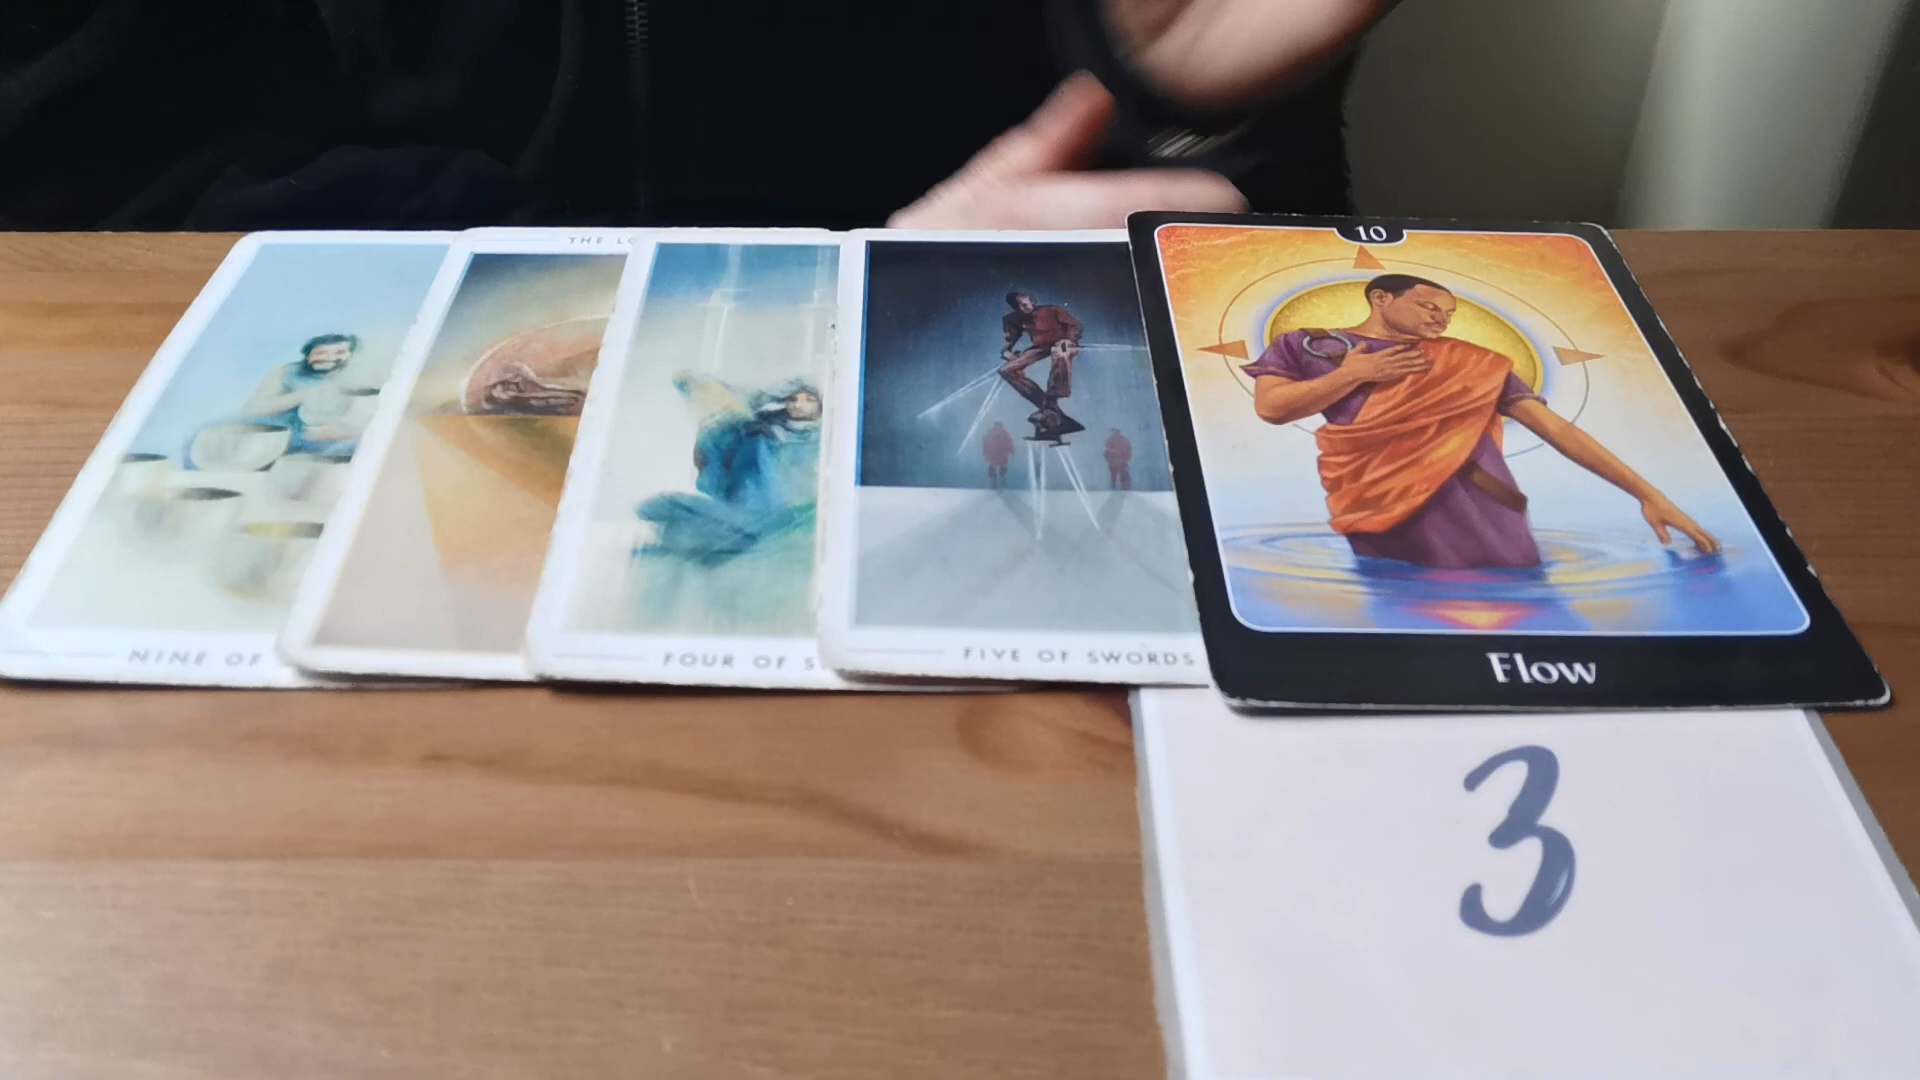 NINE OF
THE LO
FOUR OF S
FIVE OF SWORDS
10
Flow
3